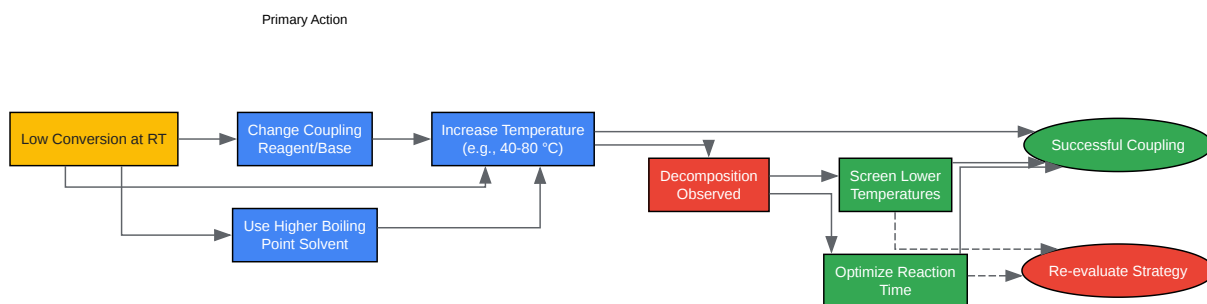 Primary Action
Low Conversion at RT
Change Coupling
Reagent/Base
Increase Temperature
(e.g., 40-80 °C)
Use Higher Boiling
Point Solvent
Decomposition
Observed
Screen Lower
Temperatures
Optimize Reaction
Time
Successful Coupling
Re-evaluate Strategy